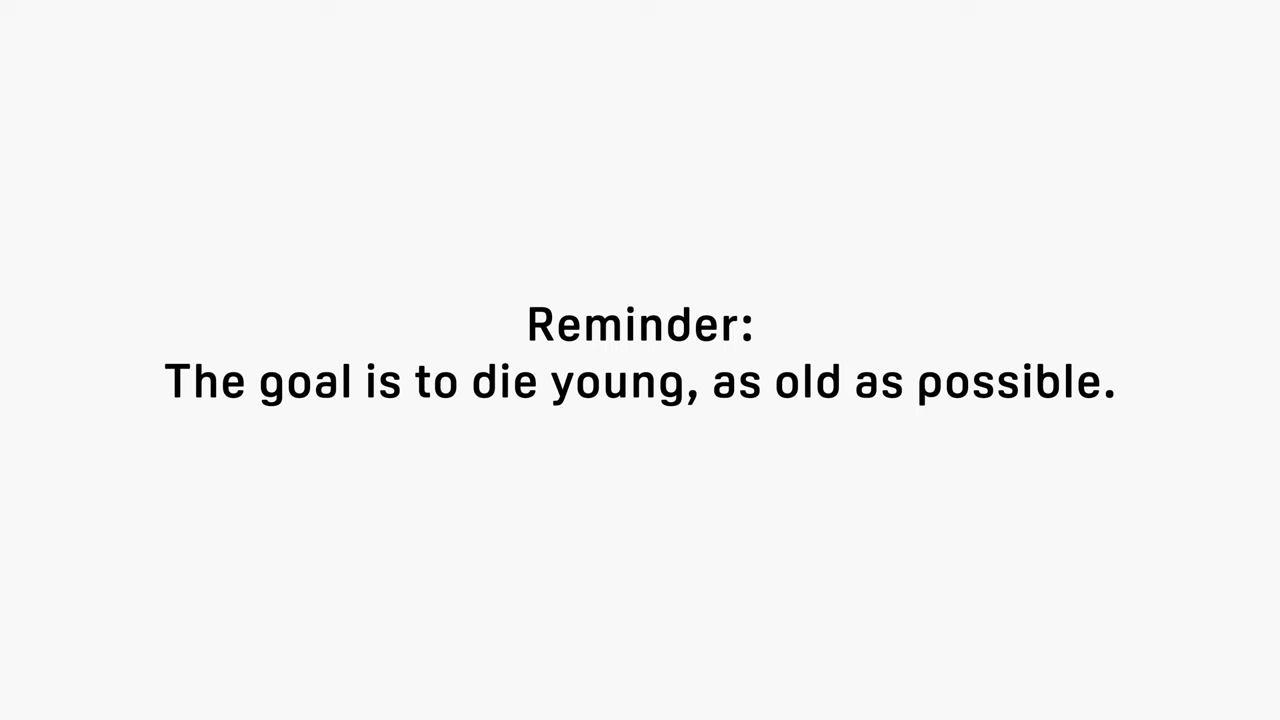 Reminder:
The goal is to die young, as old as possible.